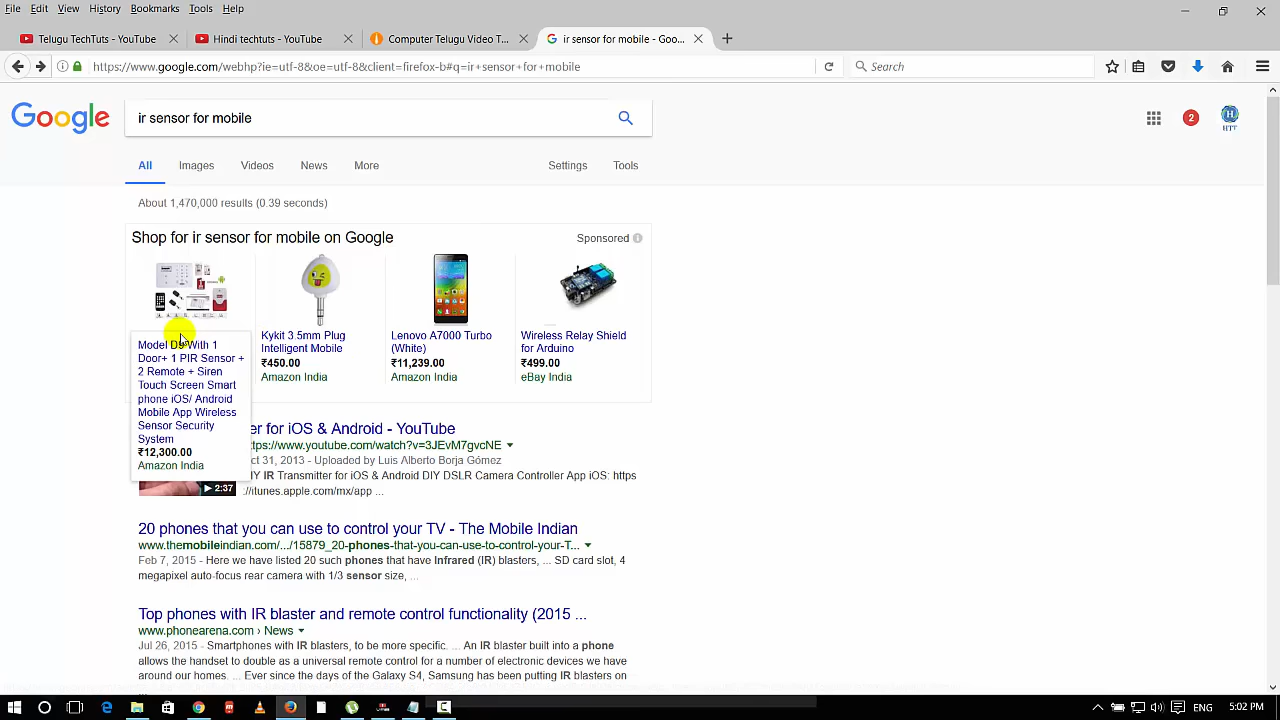 File Edit View History Bookmarks Tools Help
Telugu TechTuts - YouTube
Hindi techtuts - YouTube
Computer Telugu Video T...
ir sensor for mobile - Goo...
https://www.google.com/webhp?ie=utf-8&oe=utf-8&client=firefox-b#q=ir+sensor+for+mobile
Search
Google
ir sensor for mobile
2
HTT
All Images Videos News More Settings Tools
About 1,470,000 results (0.39 seconds)
Shop for ir sensor for mobile on Google
Sponsored
Model D3 With 1
Door+ 1 PIR Sensor +
2 Remote + Siren
Touch Screen Smart
phone iOS/ Android
Mobile App Wireless
Sensor Security
System
₹12,300.00
Amazon India
Kykit 3.5mm Plug
Intelligent Mobile
₹450.00
Amazon India
Lenovo A7000 Turbo
(White)
₹11,239.00
Amazon India
Wireless Relay Shield
for Arduino
₹499.00
eBay India
er for iOS & Android - YouTube
ttps://www.youtube.com/watch?v=3JEvM7gvcNE
ct 31, 2013 - Uploaded by Luis Alberto Borja Gómez
IY IR Transmitter for iOS & Android DIY DSLR Camera Controller App iOS: https
://itunes.apple.com/mx/app ...
2:37
20 phones that you can use to control your TV - The Mobile Indian
www.themobileindian.com/.../15879_20-phones-that-you-can-use-to-control-your-T...
Feb 7, 2015 - Here we have listed 20 such phones that have Infrared (IR) blasters, ... SD card slot, 4
megapixel auto-focus rear camera with 1/3 sensor size, ...
Top phones with IR blaster and remote control functionality (2015 ...
www.phonearena.com › News
Jul 26, 2015 - Smartphones with IR blasters, to be more specific. ... An IR blaster built into a phone
allows the handset to double as a universal remote control for a number of electronic devices we have
around our homes. ... Ever since the days of the Galaxy S4, Samsung has been putting IR blasters on
...
ENG 5:02 PM